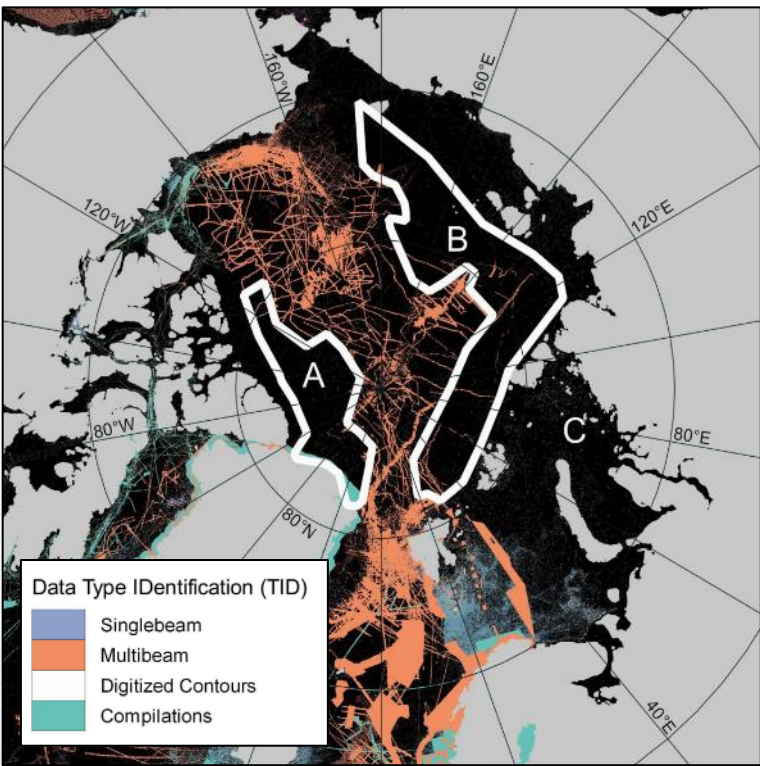 160°W
160°E
120°W
120°E
B
A
C
80°W
80°E
80°N
40°E
Data Type IDentification (TID)
Singlebeam
Multibeam
Digitized Contours
Compilations